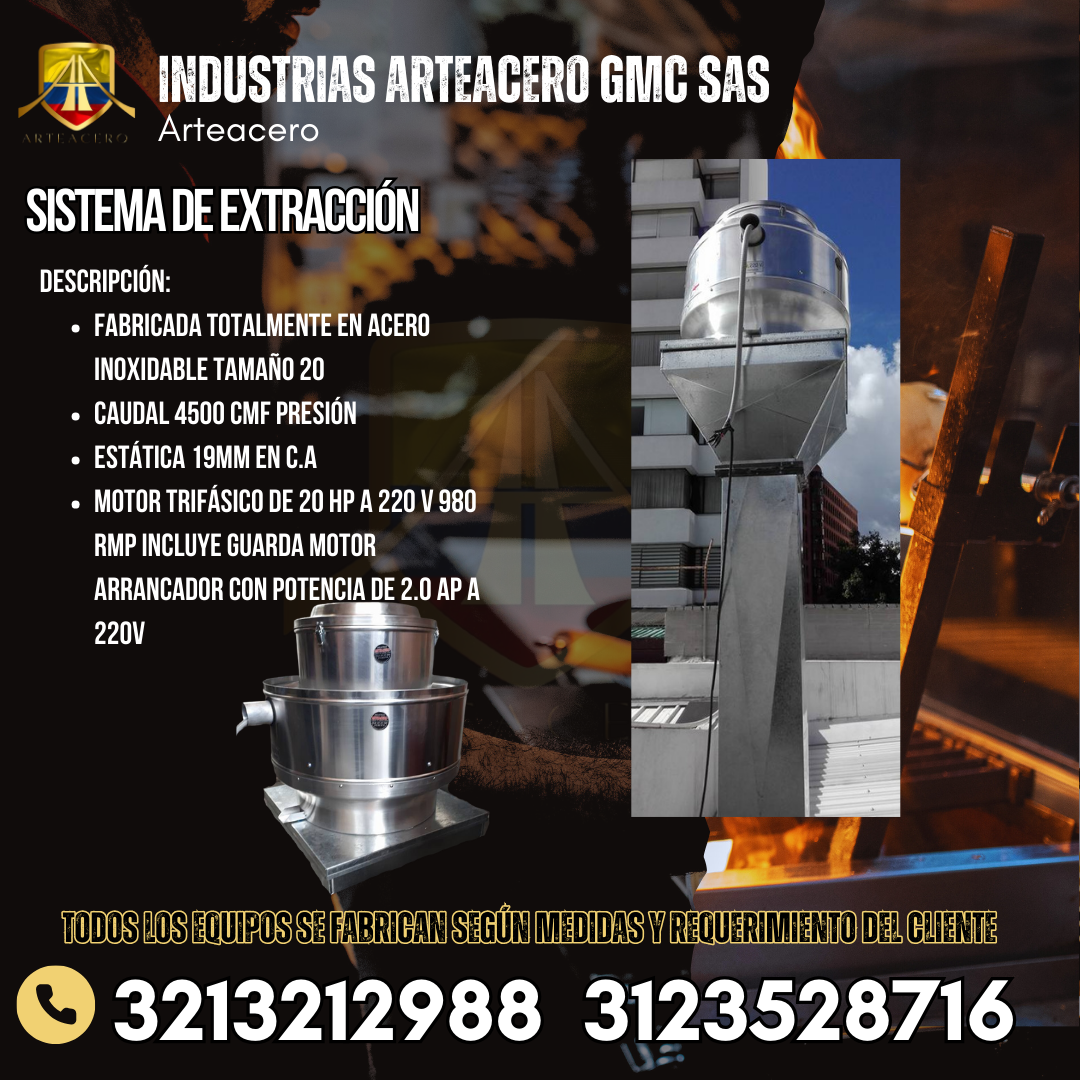 INDUSTRIAS ARTEACERO GMC SAS
Arteacero
ARTEACERO
SISTEMA DE EXTRACCIÓN
DESCRIPCIÓN:
• FABRICADA TOTALMENTE EN ACERO
INOXIDABLE TAMAÑO 20
• CAUDAL 4500 CMF PRESIÓN
• ESTÁTICA 19MM EN C.A
• MOTOR TRIFÁSICO DE 20 HP A 220 V 980
RMP INCLUYE GUARDA MOTOR
ARRANCADOR CON POTENCIA DE 2.0 AP A
220V
TODOS LOS EQUIPOS SE FABRICAN SEGÚN MEDIDAS Y REQUERIMIENTO DEL CLIENTE
3213212988 3123528716